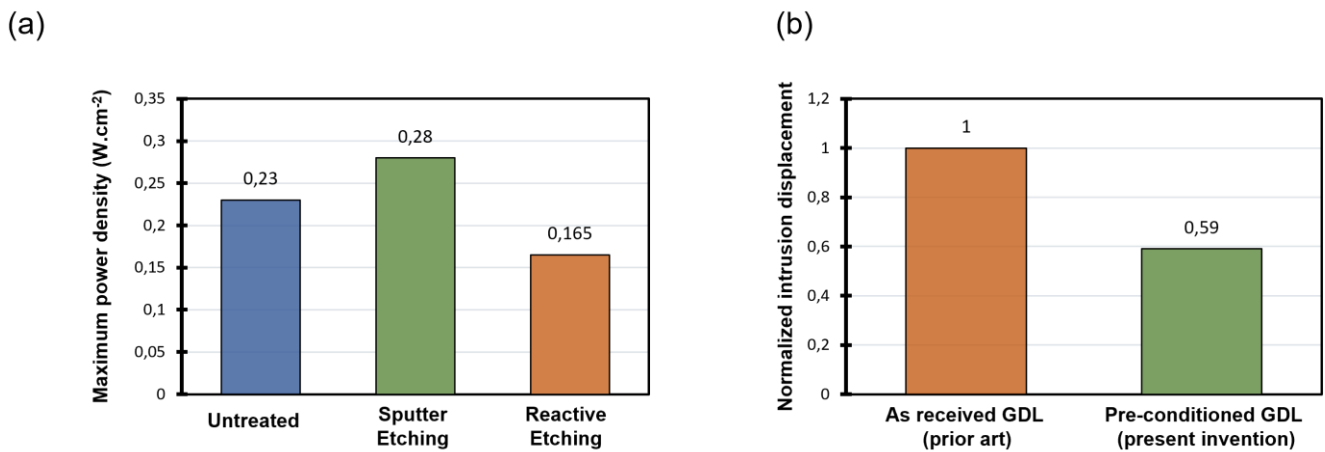 (a)
Maximum power density (W.cm⁻²)
0,35
0,3
0,25
0,2
0,15
0,1
0,05
0
0,23
0,28
0,165
Untreated
Sputter
Etching
Reactive
Etching
(b)
Normalized intrusion displacement
1,2
1
0,8
0,6
0,4
0,2
0
1
0,59
As received GDL
(prior art)
Pre-conditioned GDL
(present invention)